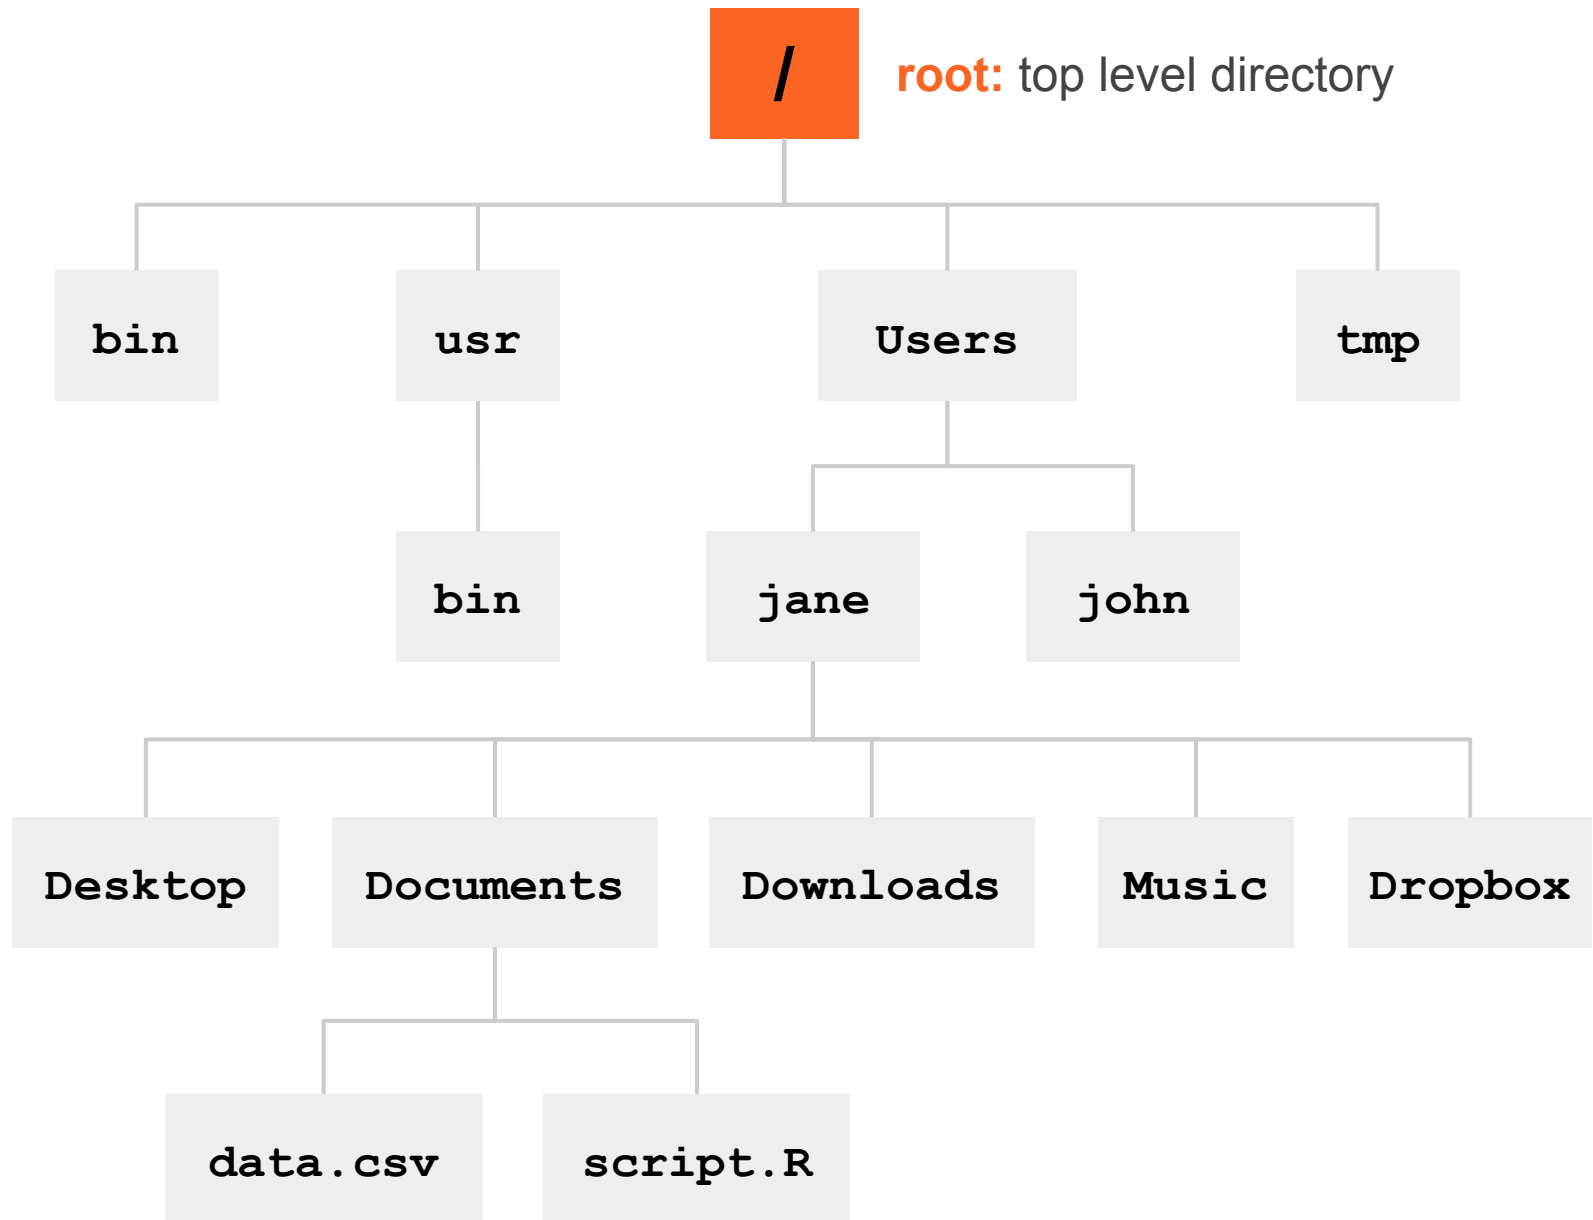 /
root: top level directory
bin
usr
Users
tmp
bin
jane
john
Desktop
Documents
Downloads
Music
Dropbox
data.csv
script.R